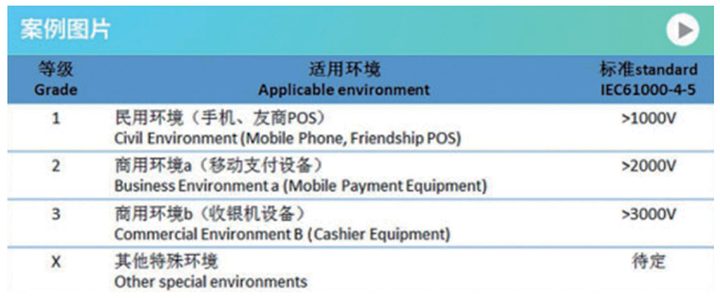 案例图片
等级 适用环境 标准standard
Grade Applicable environment IEC61000-4-5
1 民用环境（手机、友商POS） >1000V
Civil Environment (Mobile Phone, Friendship POS)
2 商用环境a（移动支付设备） >2000V
Business Environment a (Mobile Payment Equipment)
3 商用环境b（收银机设备） >3000V
Commercial Environment B (Cashier Equipment)
X 其他特殊环境 待定
Other special environments